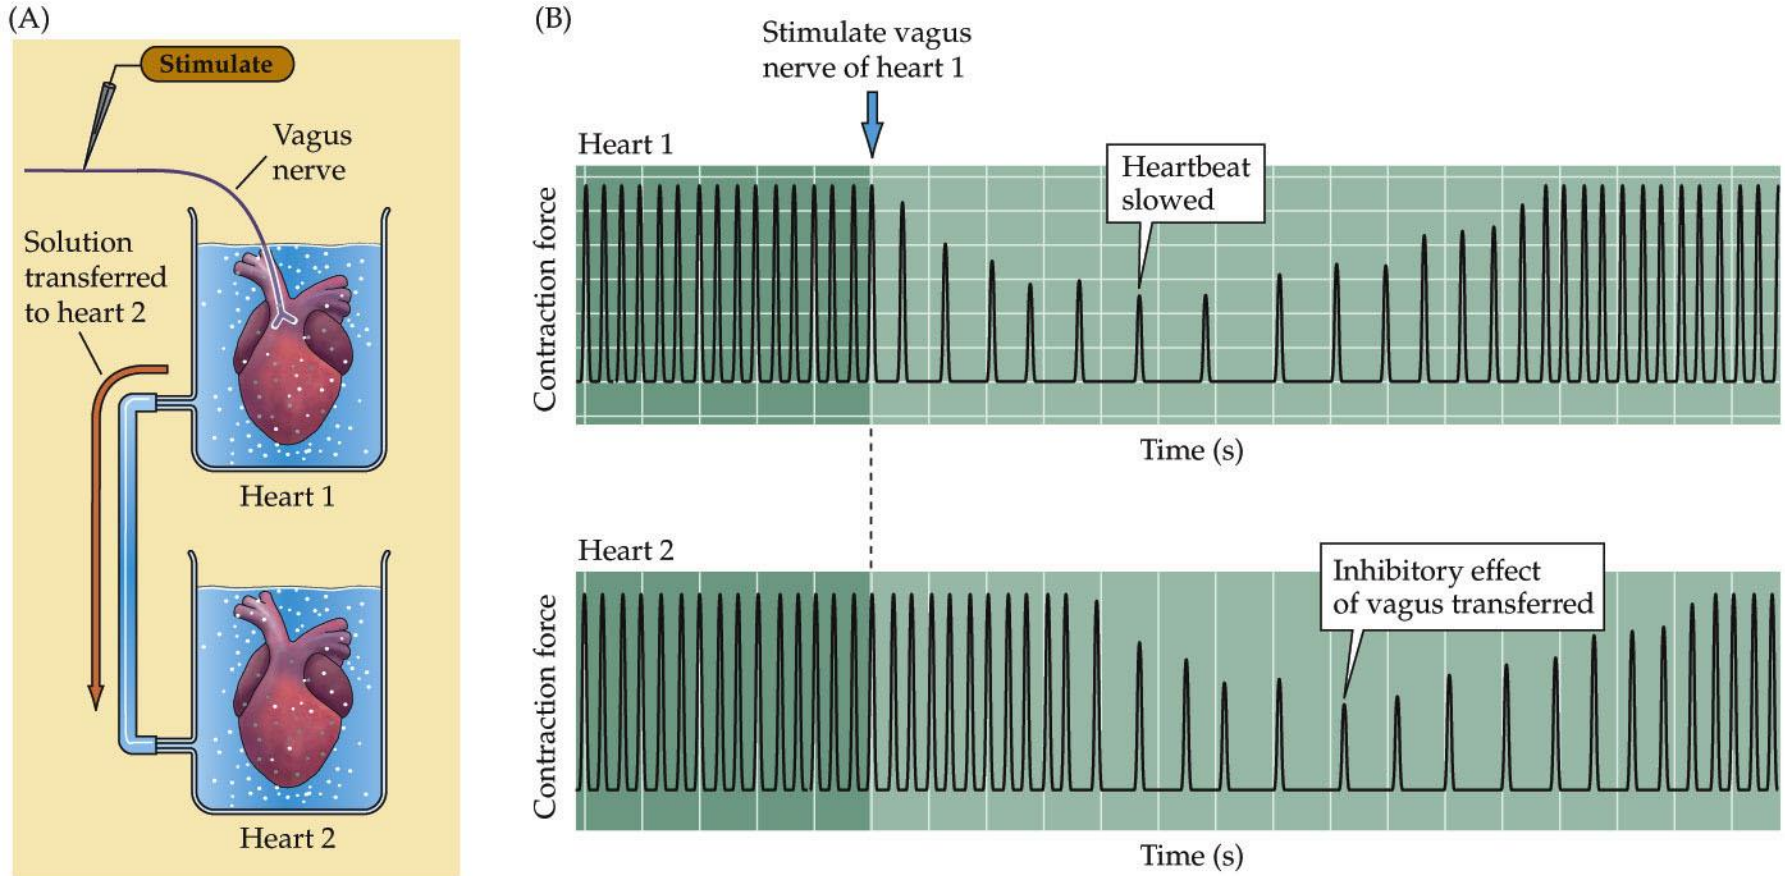 (A)
Stimulate
Vagus
nerve
Solution
transferred
to heart 2
Heart 1
Heart 2
(B)
Stimulate vagus
nerve of heart 1
Heart 1
Contraction force
Heartbeat
slowed
Time (s)
Heart 2
Contraction force
Inhibitory effect
of vagus transferred
Time (s)